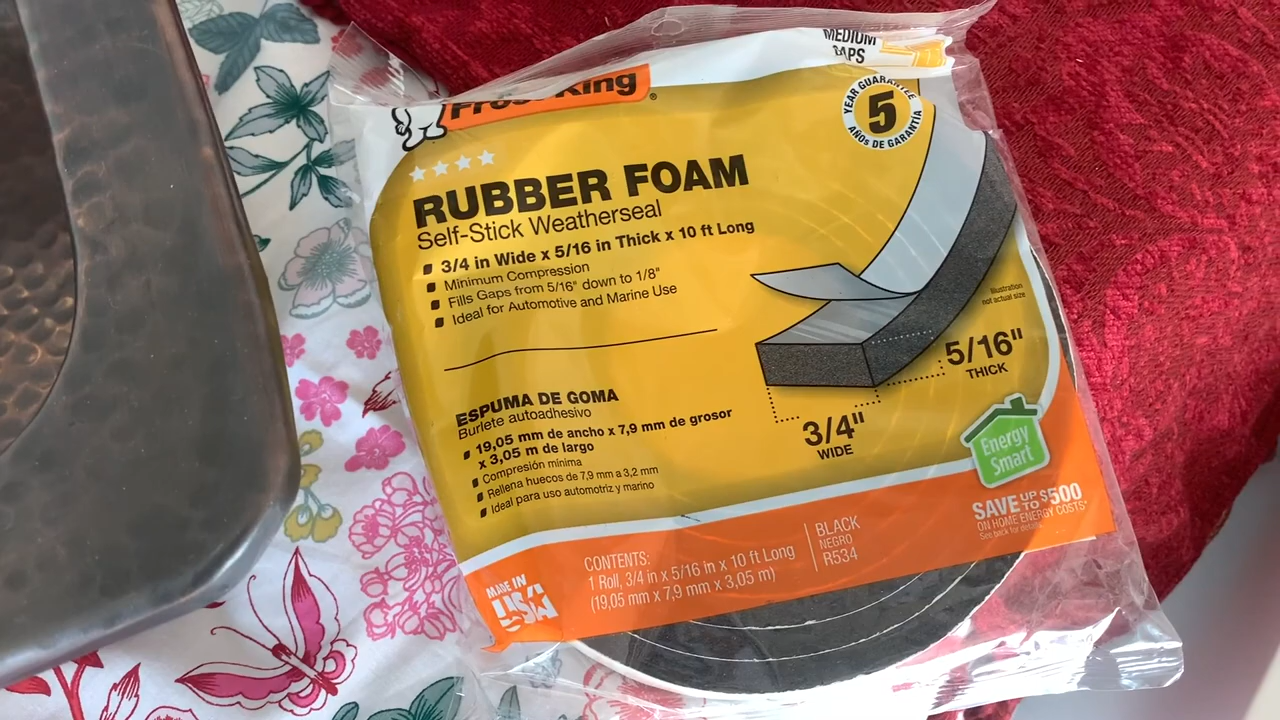 MEDIUM
GAPS
Frost King
YEAR GUARANTEE
5
AÑOS DE GARANTÍA
RUBBER FOAM
Self-Stick Weatherseal
3/4 in Wide x 5/16 in Thick x 10 ft Long
Minimum Compression
Fills Gaps from 5/16" down to 1/8"
Ideal for Automotive and Marine Use
Illustration
not actual size
5/16"
THICK
3/4"
WIDE
ESPUMA DE GOMA
Burlete autoadhesivo
19,05 mm de ancho x 7,9 mm de grosor
x 3,05 m de largo
Compresión mínima
Rellena huecos de 7,9 mm a 3,2 mm
Ideal para uso automotriz y marino
Energy
Smart
SAVE UP TO $500
ON HOME ENERGY COSTS*
See back for details.
MADE IN
USA
CONTENTS:
1 Roll, 3/4 in x 5/16 in x 10 ft Long
(19,05 mm x 7,9 mm x 3,05 m)
BLACK
NEGRO
R534